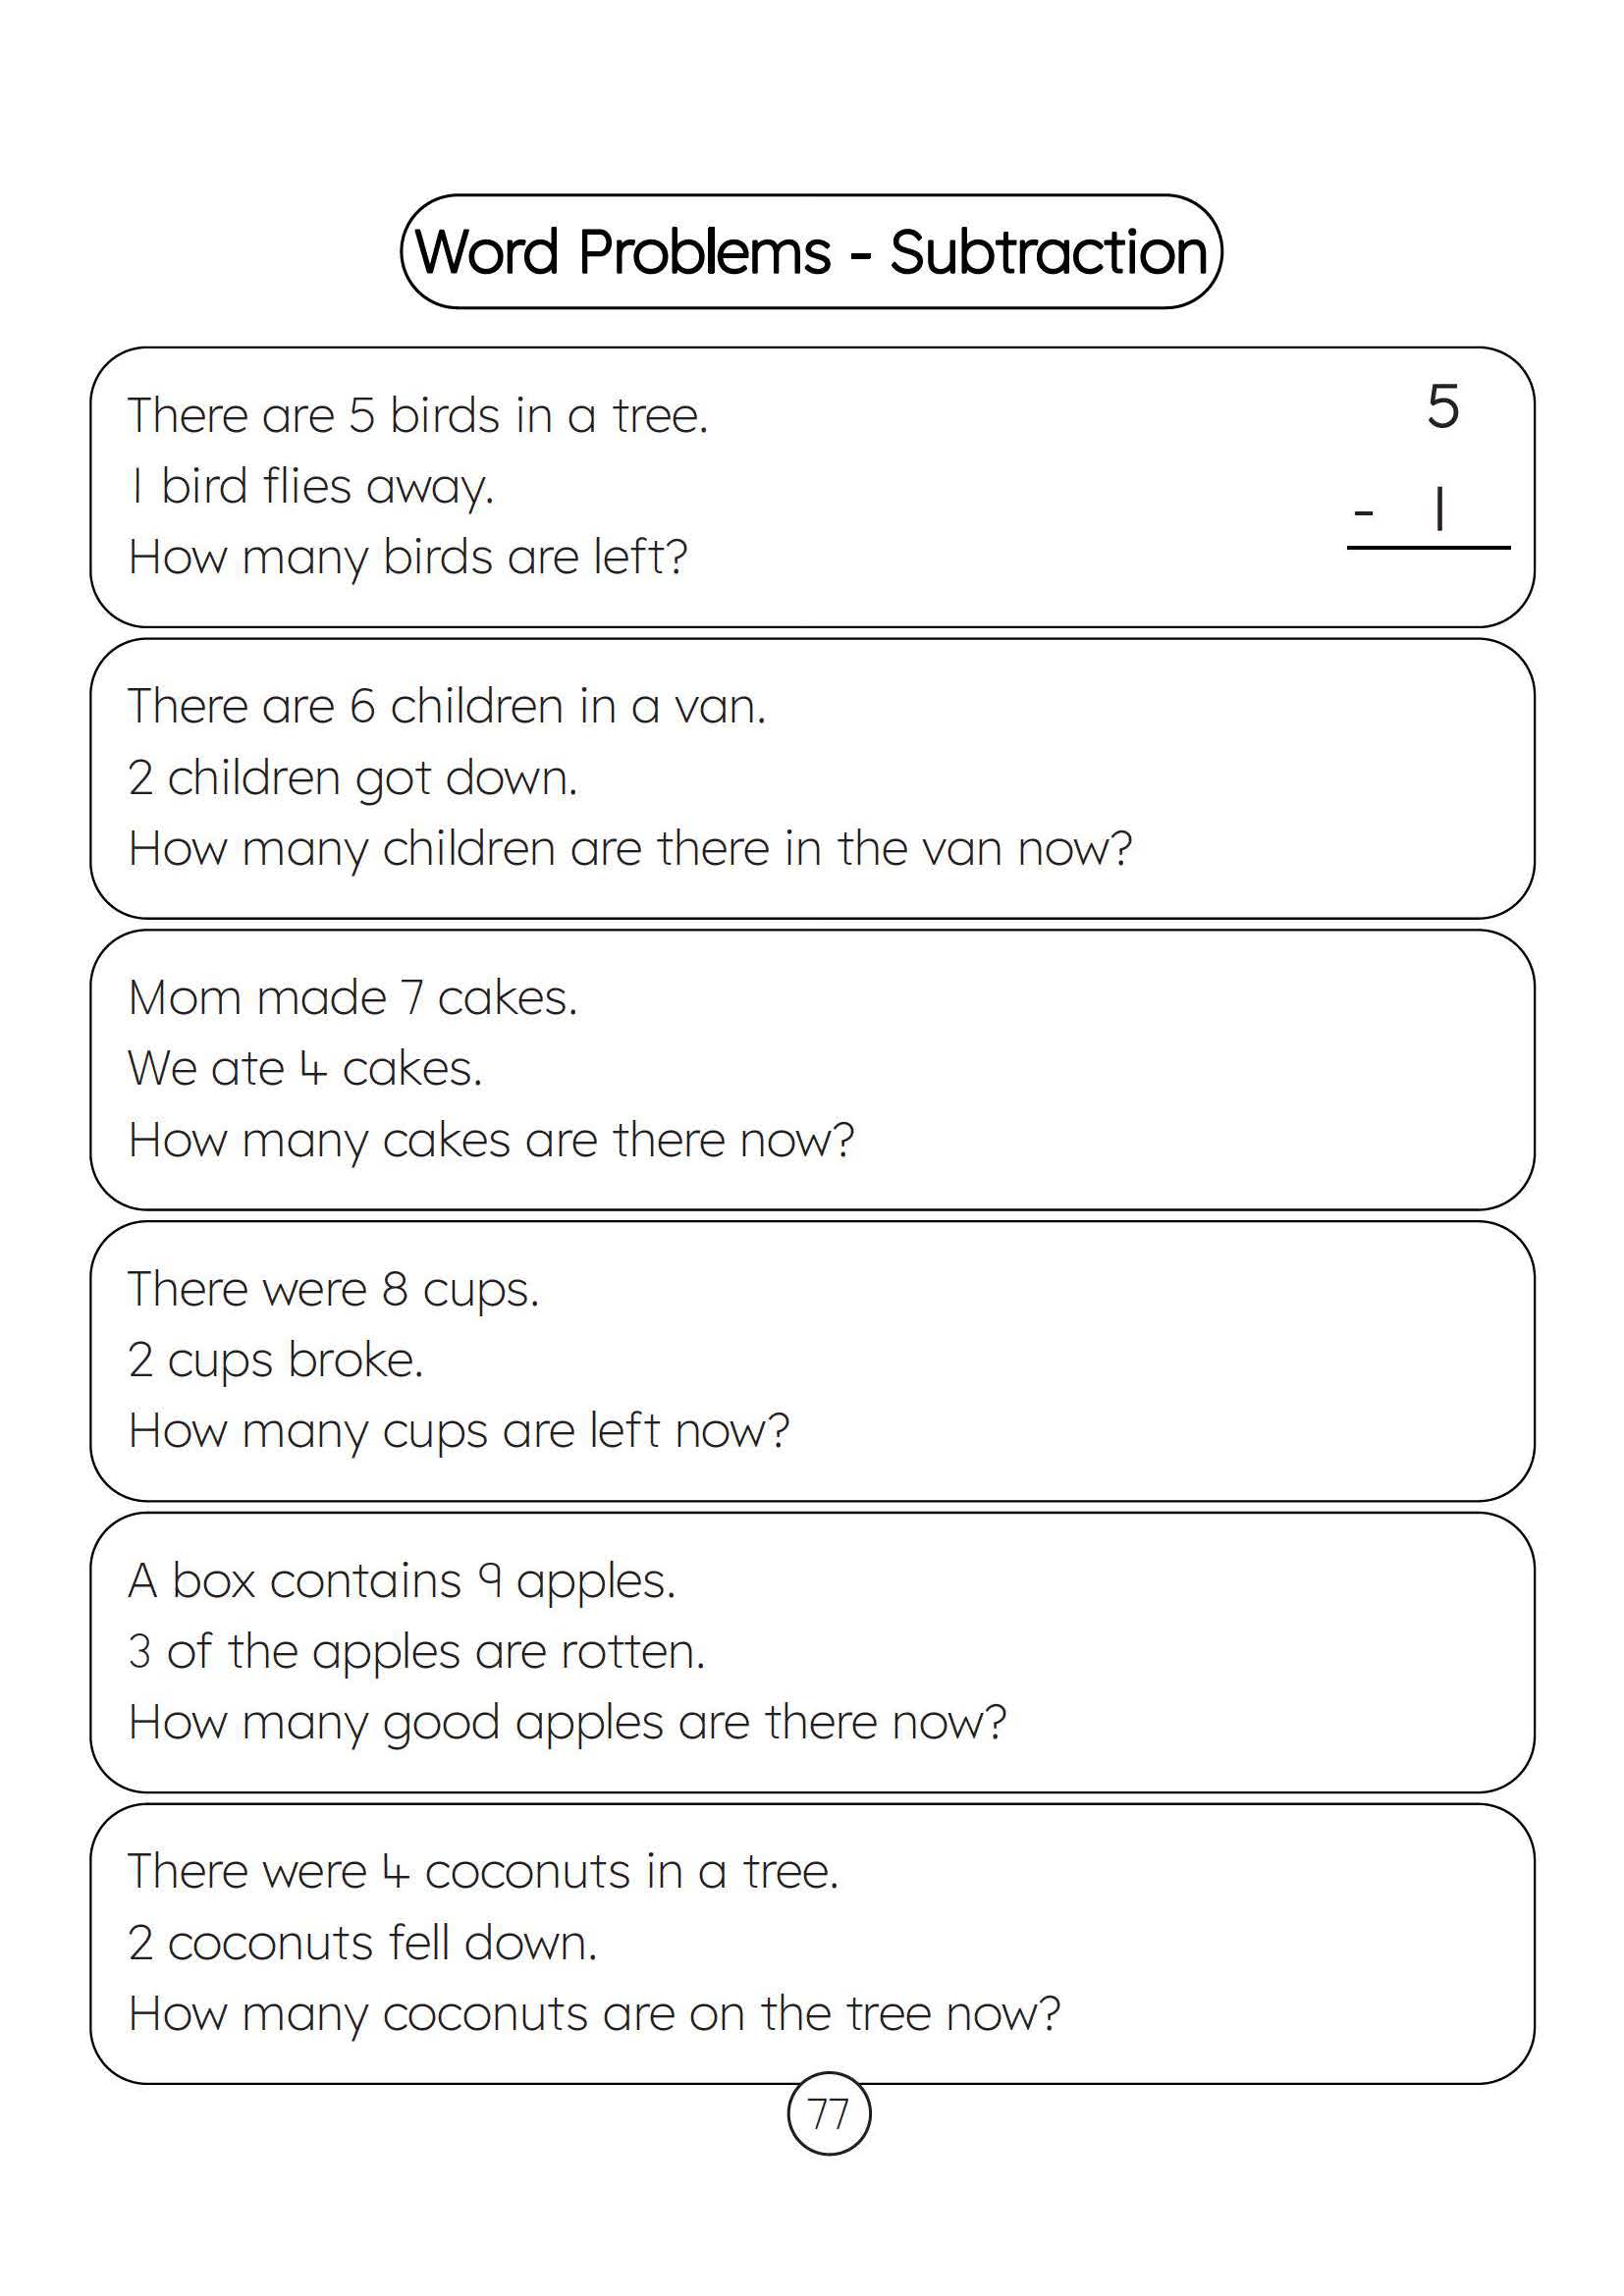 Word Problems - Subtraction
There are 5 birds in a tree.
1 bird flies away.
How many birds are left?
5
- 1
There are 6 children in a van.
2 children got down.
How many children are there in the van now?
Mom made 7 cakes.
We ate 4 cakes.
How many cakes are there now?
There were 8 cups.
2 cups broke.
How many cups are left now?
A box contains 9 apples.
3 of the apples are rotten.
How many good apples are there now?
There were 4 coconuts in a tree.
2 coconuts fell down.
How many coconuts are on the tree now?
77